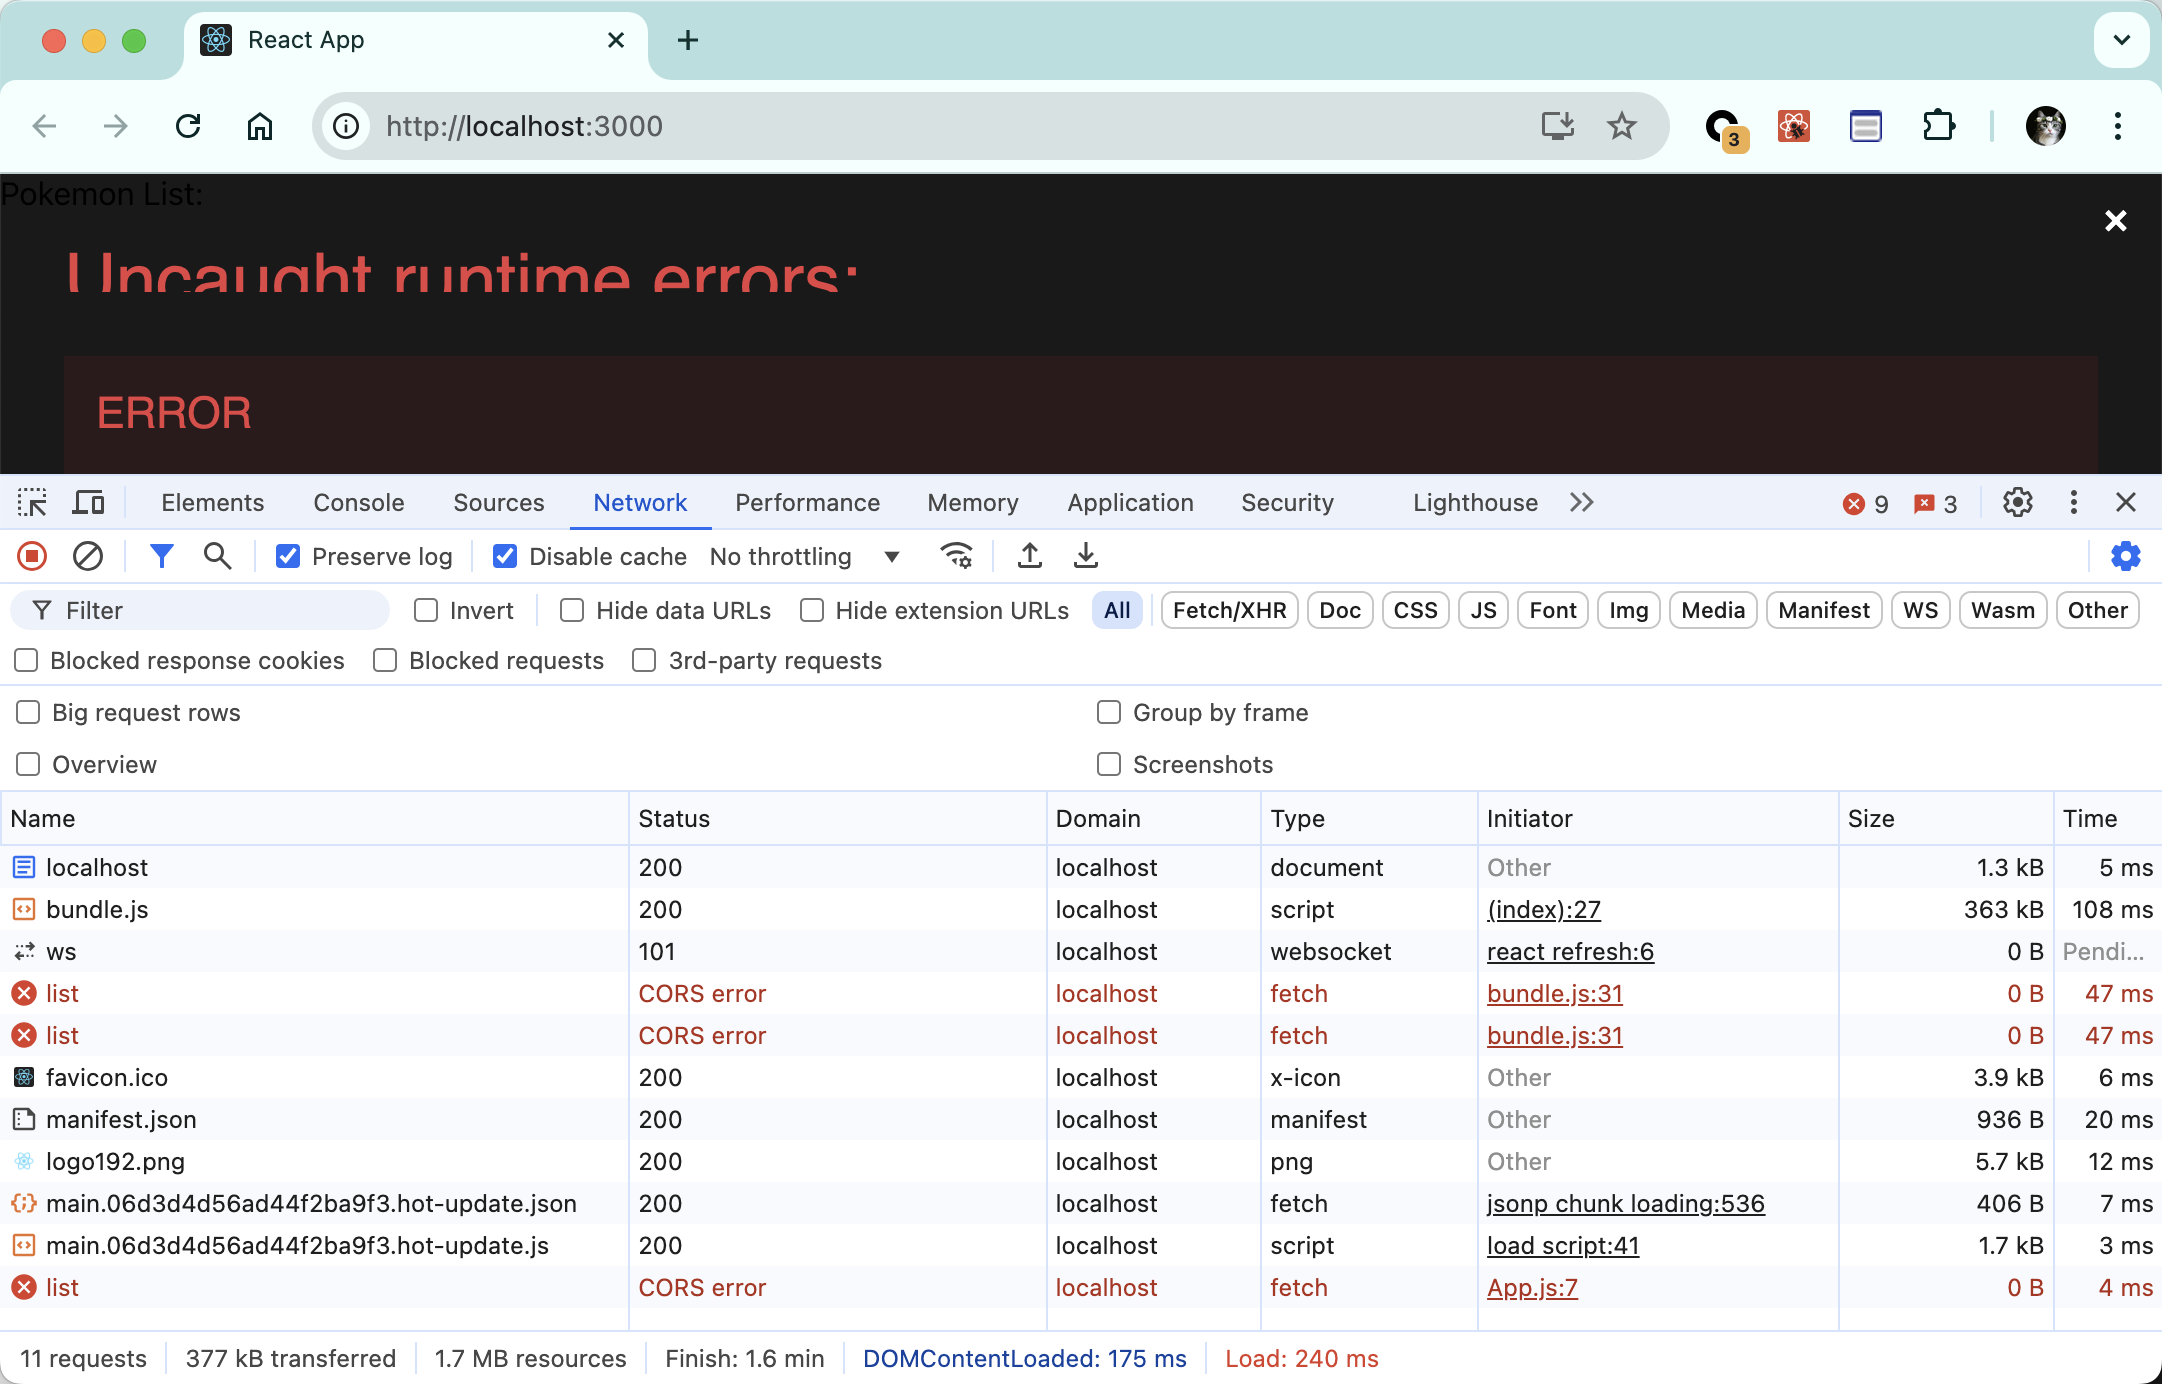 React App
http://localhost:3000
3
Pokemon List:
Uncaught runtime errors:
ERROR
Elements Console Sources Network Performance Memory Application Security Lighthouse 9 3
Preserve log Disable cache No throttling
Filter Invert Hide data URLs Hide extension URLs All Fetch/XHR Doc CSS JS Font Img Media Manifest WS Wasm Other
Blocked response cookies Blocked requests 3rd-party requests
Big request rows Group by frame
Overview Screenshots
Name Status Domain Type Initiator Size Time
localhost 200 localhost document Other 1.3 kB 5 ms
bundle.js 200 localhost script (index):27 363 kB 108 ms
ws 101 localhost websocket react refresh:6 0 B Pendi...
list CORS error localhost fetch bundle.js:31 0 B 47 ms
list CORS error localhost fetch bundle.js:31 0 B 47 ms
favicon.ico 200 localhost x-icon Other 3.9 kB 6 ms
manifest.json 200 localhost manifest Other 936 B 20 ms
logo192.png 200 localhost png Other 5.7 kB 12 ms
main.06d3d4d56ad44f2ba9f3.hot-update.json 200 localhost fetch jsonp chunk loading:536 406 B 7 ms
main.06d3d4d56ad44f2ba9f3.hot-update.js 200 localhost script load script:41 1.7 kB 3 ms
list CORS error localhost fetch App.js:7 0 B 4 ms
11 requests 377 kB transferred 1.7 MB resources Finish: 1.6 min DOMContentLoaded: 175 ms Load: 240 ms